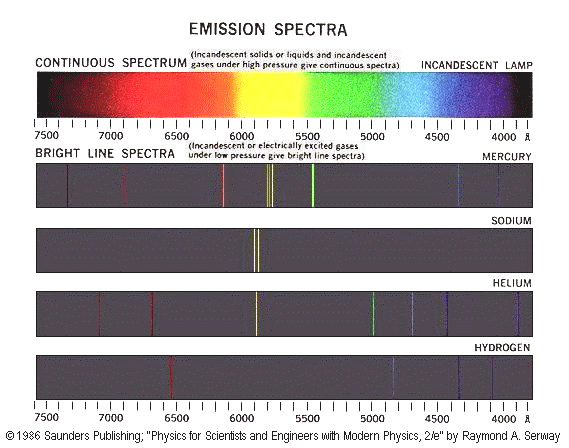 EMISSION SPECTRA
CONTINUOUS SPECTRUM (Incandescent solids or liquids and incandescent
gases under high pressure give continuous spectra) INCANDESCENT LAMP
7500 7000 6500 6000 5500 5000 4500 4000 Å
BRIGHT LINE SPECTRA (Incandescent or electrically excited gases
under low pressure give bright line spectra) MERCURY
SODIUM
HELIUM
HYDROGEN
7500 7000 6500 6000 5500 5000 4500 4000 Å
©1986 Saunders Publishing; "Physics for Scientists and Engineers with Modern Physics, 2/e" by Raymond A. Serway